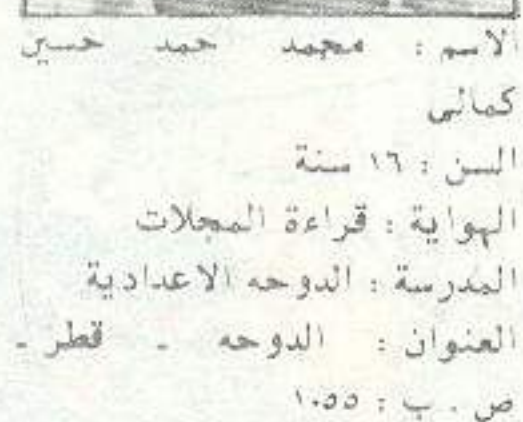 الاسم : محمد حمد حسين
كمالي
السن : ١٦ سنة
الهواية : قراءة المجلات
المدرسة : الدوحه الاعدادية
العنوان : الدوحه - قطر -
ص . ب : ١٠٥٥